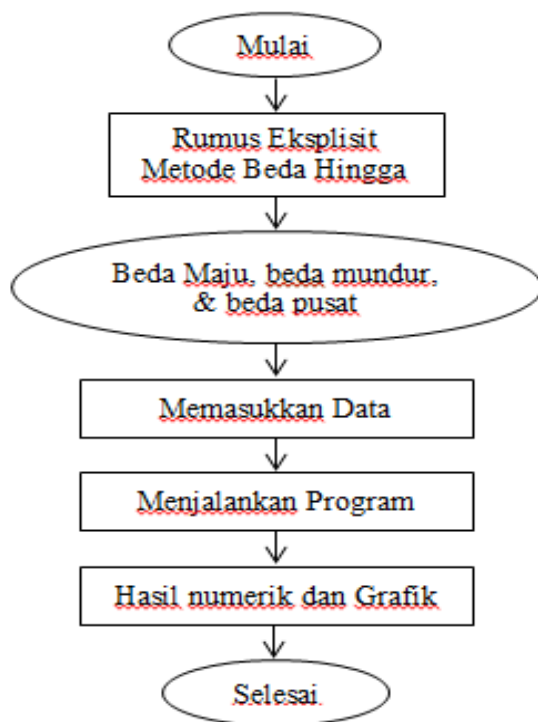 Mulai
Rumus Eksplisit
Metode Beda Hingga
Beda Maju, beda mundur,
& beda pusat
Memasukkan Data
Menjalankan Program
Hasil numerik dan Grafik
Selesai